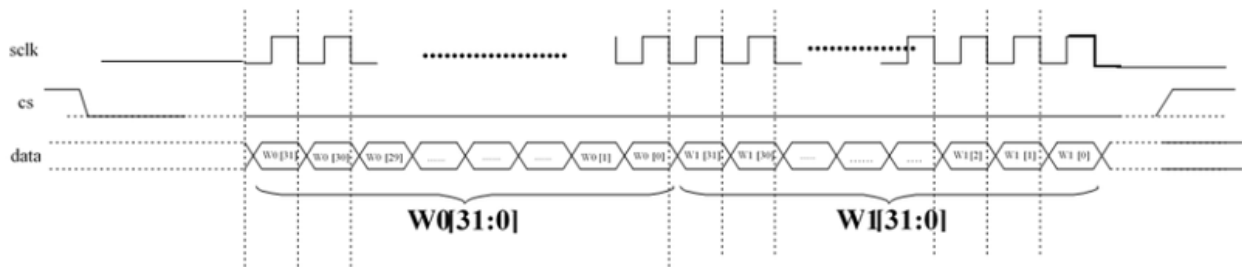 sclk
cs
data W0 [31] W0 [30] W0 [29] ...... ...... ...... W0 [1] W0 [0] W1 [31] W1 [30] ..... ....... ..... W1[2] W1 [1] W1 [0]
W0[31:0] W1[31:0]